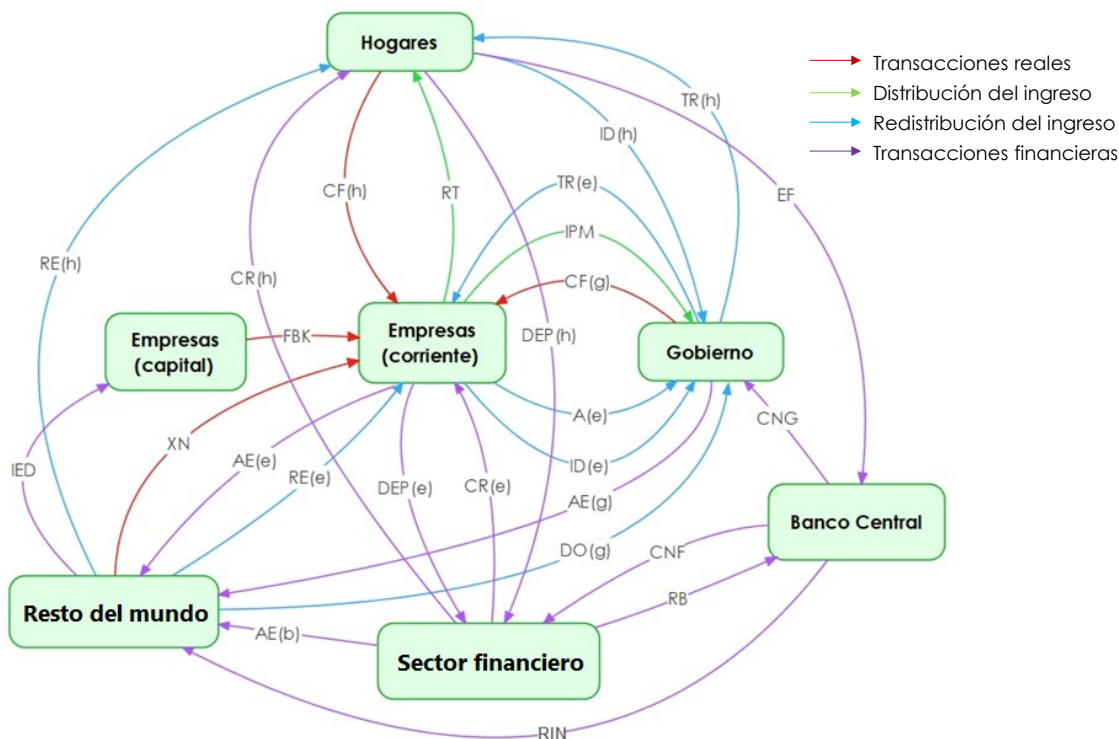 Hogares
Transacciones reales
Distribución del ingreso
Redistribución del ingreso
Transacciones financieras
TR(h)
ID(h)
CF(h)
RT
TR(e)
EF
IPM
RE(h)
CR(h)
CF(g)
Empresas
(capital)
FBK
Empresas
(corriente)
DEP(h)
Gobierno
A(e)
CNG
XN
AE(e)
ID(e)
IED
RE(e)
DEP(e)
CR(e)
AE(g)
Banco Central
DO(g)
CNF
RB
Resto del mundo
AE(b)
Sector financiero
RIN